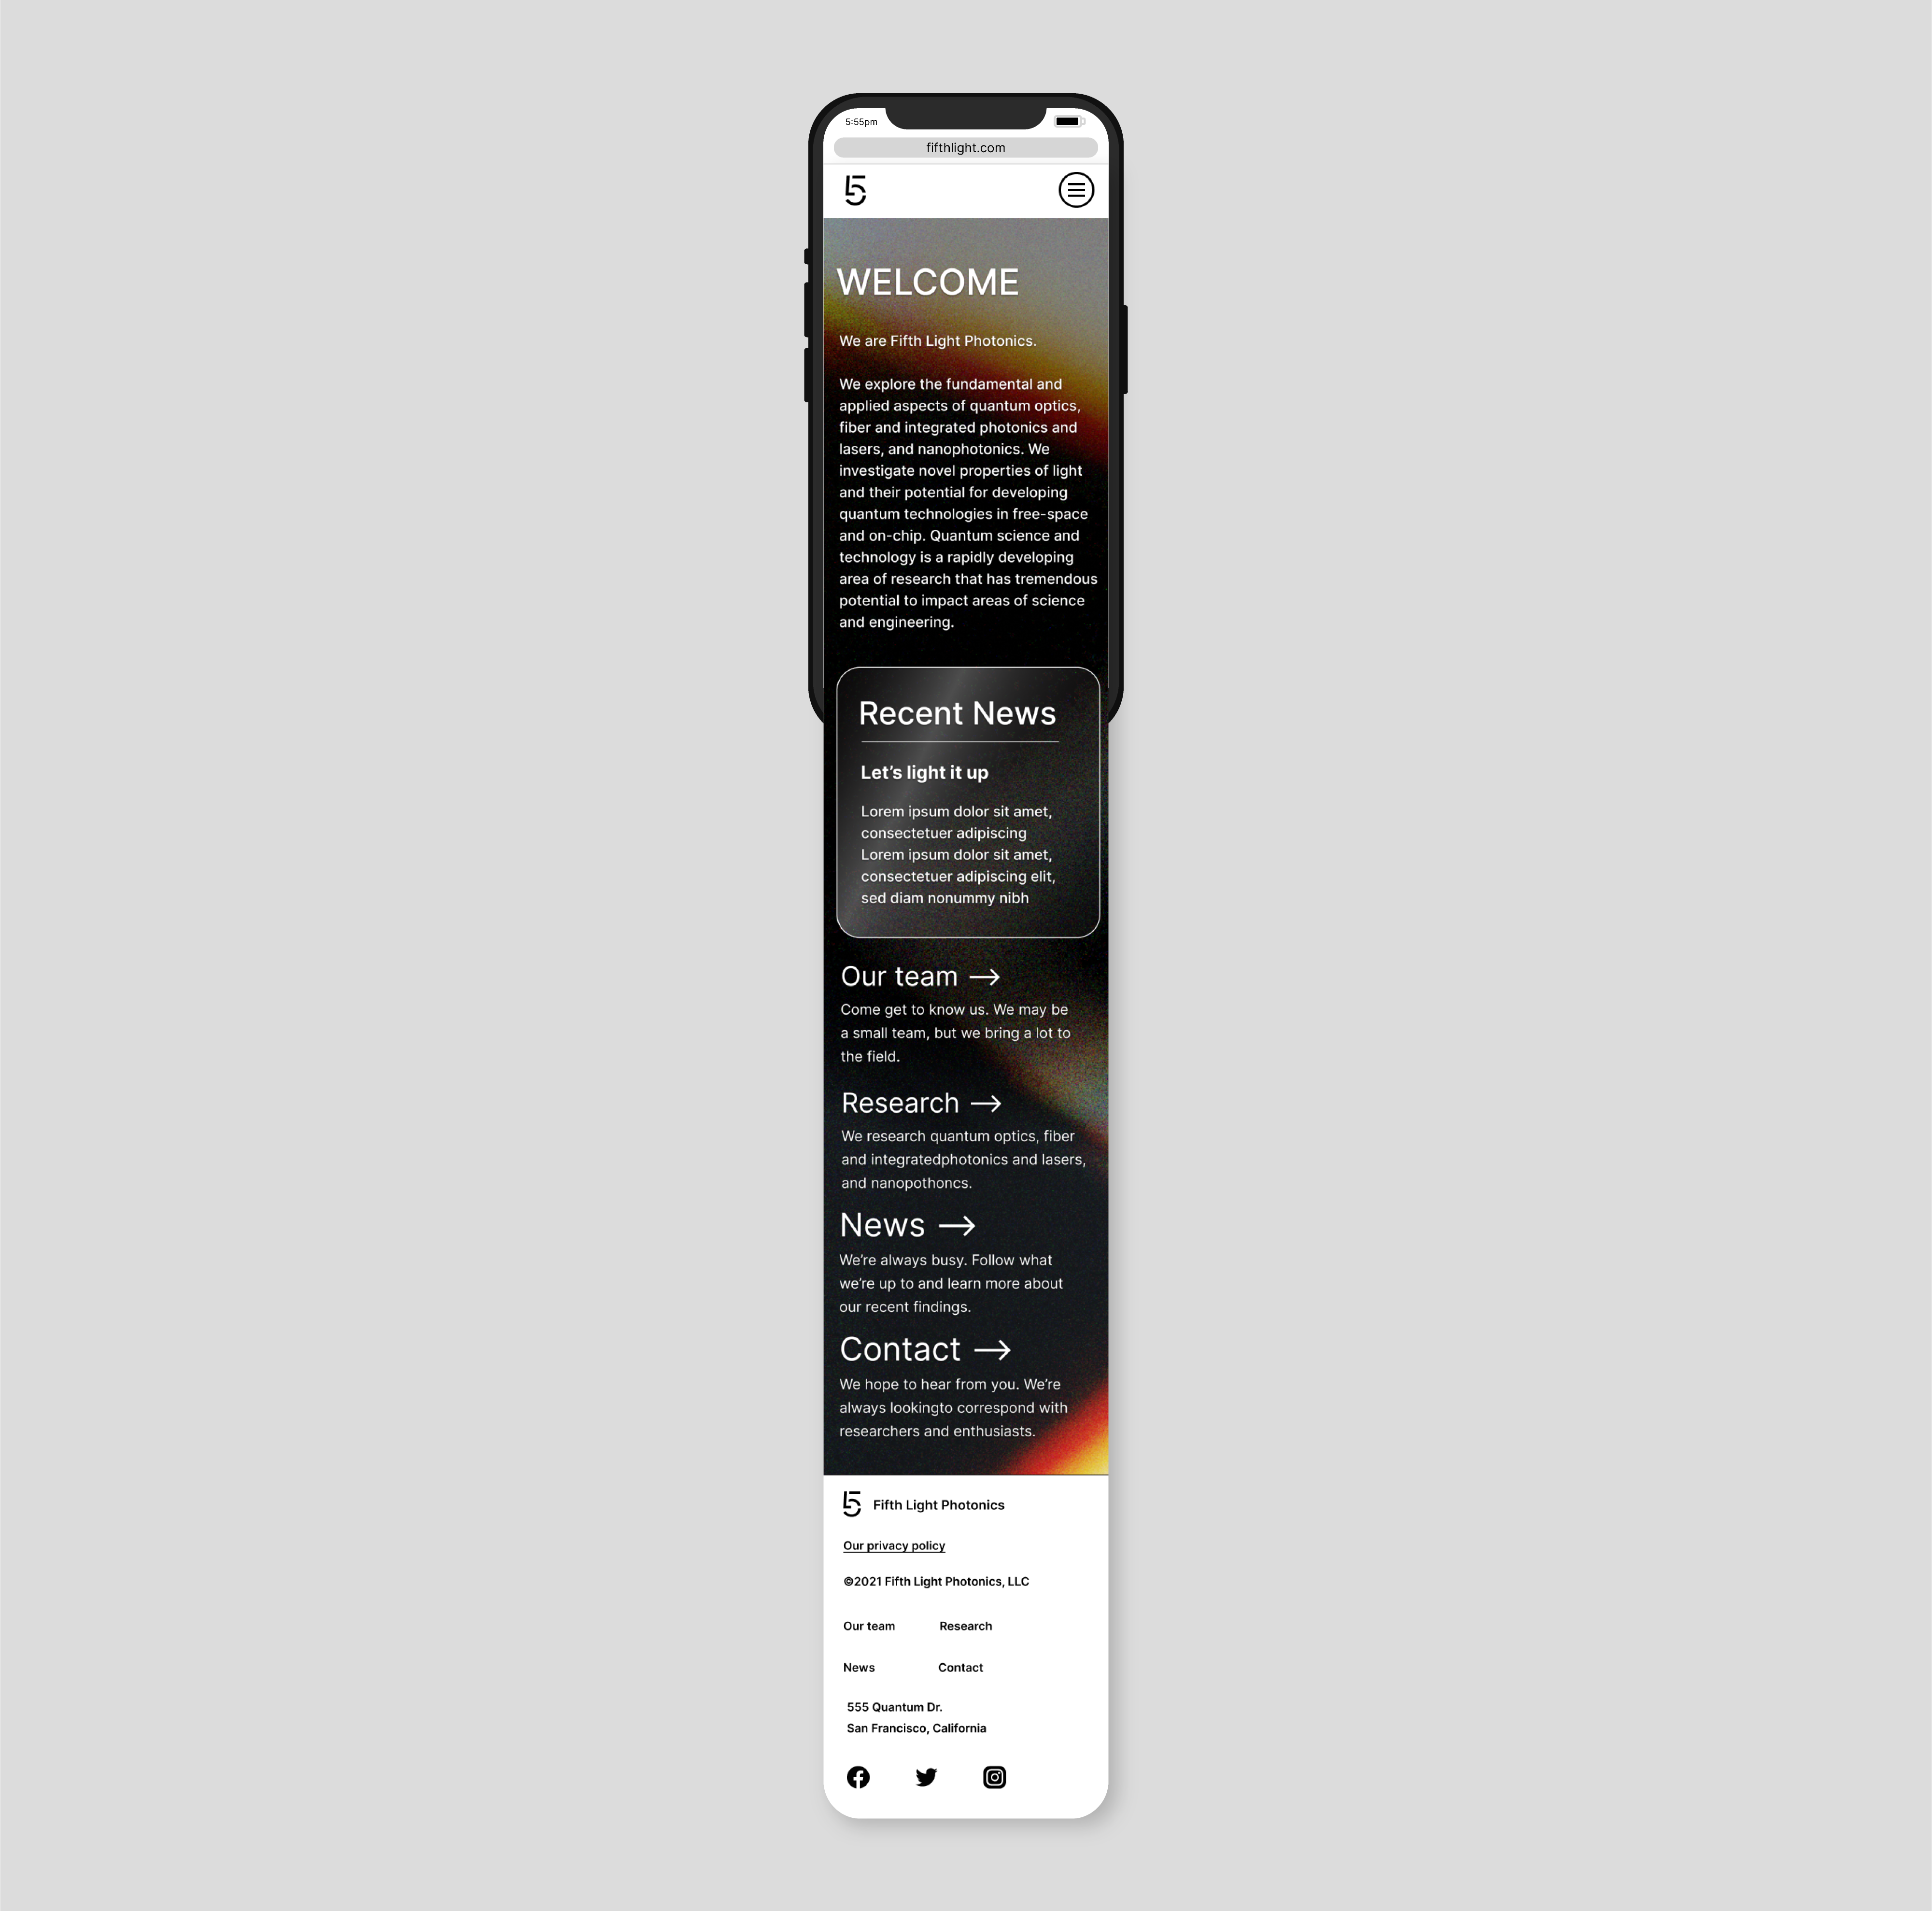 5:55pm
fifthlight.com
5
WELCOME
We are Fifth Light Photonics.
We explore the fundamental and
applied aspects of quantum optics,
fiber and integrated photonics and
lasers, and nanophotonics. We
investigate novel properties of light
and their potential for developing
quantum technologies in free-space
and on-chip. Quantum science and
technology is a rapidly developing
area of research that has tremendous
potential to impact areas of science
and engineering.
Recent News
Let’s light it up
Lorem ipsum dolor sit amet,
consectetuer adipiscing
Lorem ipsum dolor sit amet,
consectetuer adipiscing elit,
sed diam nonummy nibh
Our team →
Come get to know us. We may be
a small team, but we bring a lot to
the field.
Research →
We research quantum optics, fiber
and integratedphotonics and lasers,
and nanopothoncs.
News →
We’re always busy. Follow what
we’re up to and learn more about
our recent findings.
Contact →
We hope to hear from you. We’re
always lookingto correspond with
researchers and enthusiasts.
5 Fifth Light Photonics
Our privacy policy
©2021 Fifth Light Photonics, LLC
Our team Research
News Contact
555 Quantum Dr.
San Francisco, California